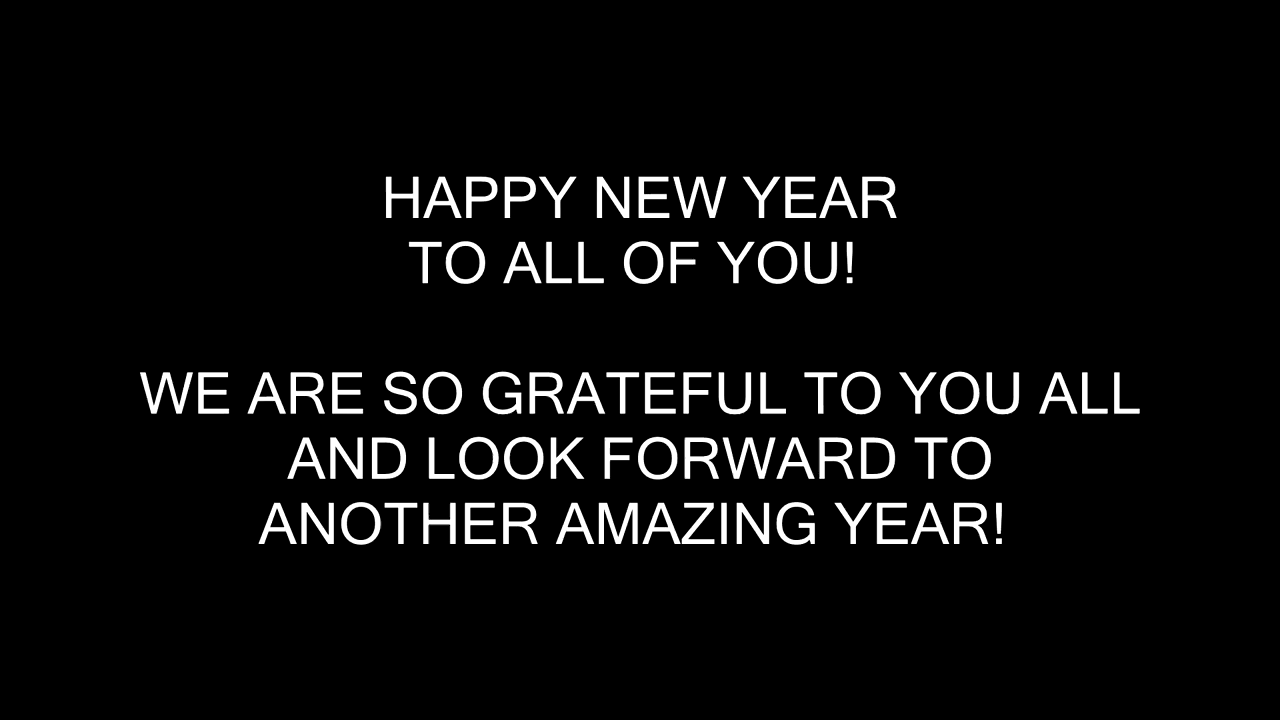 HAPPY NEW YEAR
TO ALL OF YOU!
WE ARE SO GRATEFUL TO YOU ALL
AND LOOK FORWARD TO
ANOTHER AMAZING YEAR!